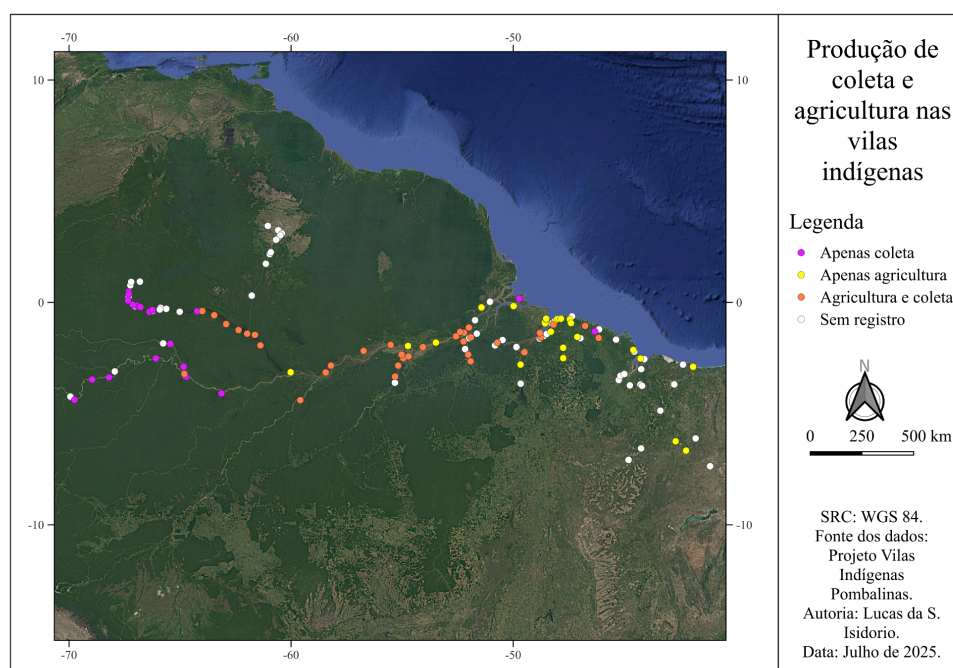 -70
-60
-50
10
10
0
0
-10
-10
-70
-60
-50
Produção de
coleta e
agricultura nas
vilas
indígenas
Legenda
Apenas coleta
Apenas agricultura
Agricultura e coleta
Sem registro
N
0 250 500 km
SRC: WGS 84.
Fonte dos dados:
Projeto Vilas
Indígenas
Pombalinas.
Autoria: Lucas da S.
Isidorio.
Data: Julho de 2025.